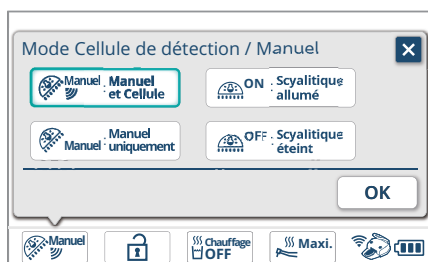 Mode Cellule de détection / Manuel
Manuel : Manuel et Cellule
ON : Scyalitique allumé
Manuel : Manuel uniquement
OFF : Scyalitique éteint
OK
Manuel
Chauffage OFF
Maxi.